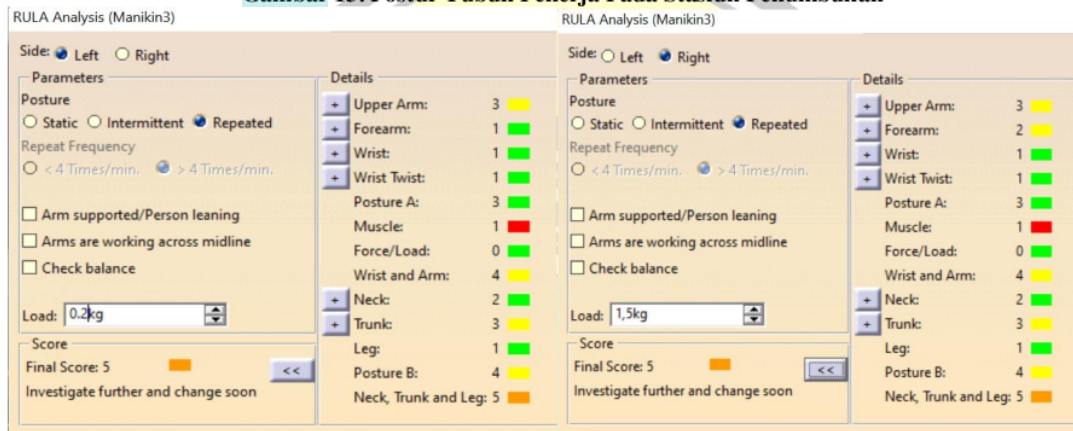 Gambar 15. Postur Tubuh Pekerja Pada Stasiun Penumbuhan
RULA Analysis (Manikin3)
Side: Left Right
Parameters
Posture
Static Intermittent Repeated
Repeat Frequency
< 4 Times/min. > 4 Times/min.
Arm supported/Person leaning
Arms are working across midline
Check balance
Load: 0.2kg
Score
Final Score: 5
<<
Investigate further and change soon
Details
+ Upper Arm: 3
+ Forearm: 1
+ Wrist: 1
+ Wrist Twist: 1
Posture A: 3
Muscle: 1
Force/Load: 0
Wrist and Arm: 4
+ Neck: 2
+ Trunk: 3
Leg: 1
Posture B: 4
Neck, Trunk and Leg: 5
RULA Analysis (Manikin3)
Side: Left Right
Parameters
Posture
Static Intermittent Repeated
Repeat Frequency
< 4 Times/min. > 4 Times/min.
Arm supported/Person leaning
Arms are working across midline
Check balance
Load: 1,5kg
Score
Final Score: 5
<<
Investigate further and change soon
Details
+ Upper Arm: 3
+ Forearm: 2
+ Wrist: 1
+ Wrist Twist: 1
Posture A: 3
Muscle: 1
Force/Load: 0
Wrist and Arm: 4
+ Neck: 2
+ Trunk: 3
Leg: 1
Posture B: 4
Neck, Trunk and Leg: 5